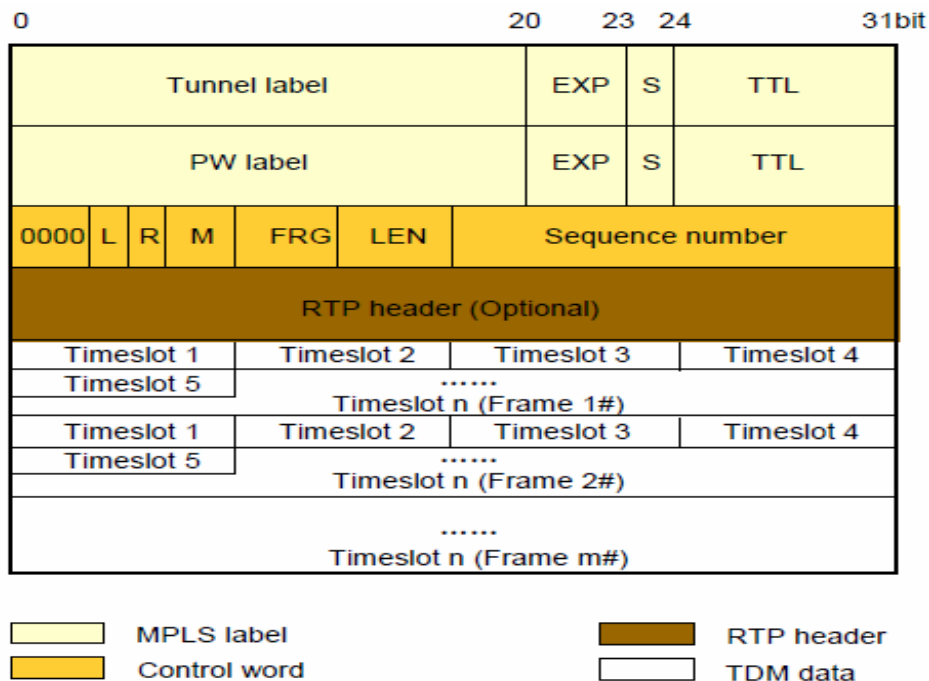 0 20 23 24 31bit
Tunnel label EXP S TTL
PW label EXP S TTL
0000 L R M FRG LEN Sequence number
RTP header (Optional)
Timeslot 1 Timeslot 2 Timeslot 3 Timeslot 4
Timeslot 5 ......
Timeslot n (Frame 1#)
Timeslot 1 Timeslot 2 Timeslot 3 Timeslot 4
Timeslot 5 ......
Timeslot n (Frame 2#)
......
Timeslot n (Frame m#)
MPLS label RTP header
Control word TDM data